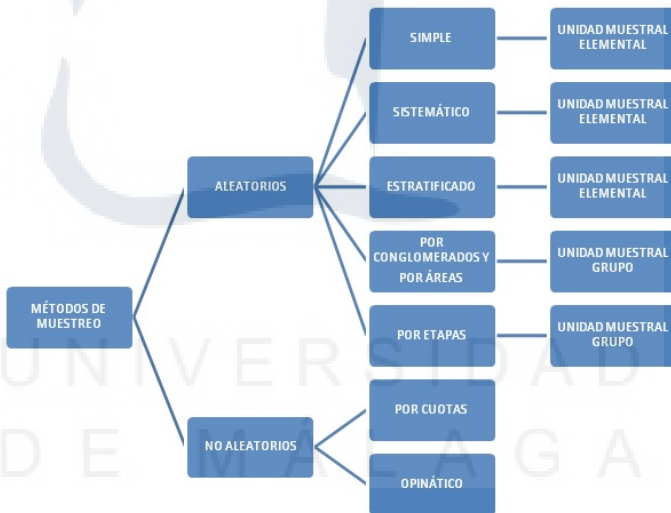 SIMPLE
UNIDAD MUESTRAL
ELEMENTAL
SISTEMÁTICO
UNIDAD MUESTRAL
ELEMENTAL
ALEATORIOS
ESTRATIFICADO
UNIDAD MUESTRAL
ELEMENTAL
POR
CONGLOMERADOS Y
POR ÁREAS
UNIDAD MUESTRAL
GRUPO
MÉTODOS DE
MUESTREO
POR ETAPAS
UNIDAD MUESTRAL
GRUPO
UNIVERSIDAD
POR CUOTAS
NO ALEATORIOS
DE MÁLAGA
OPINÁTICO